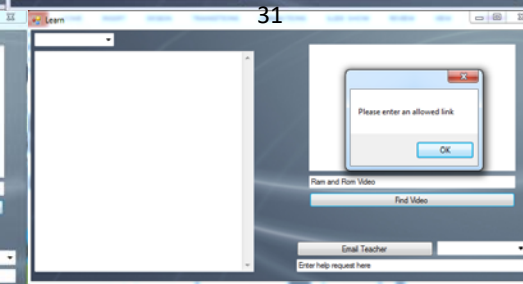 31
Learn
Please enter an allowed link
OK
Ram and Rom Video
Find Video
Email Teacher
Enter help request here